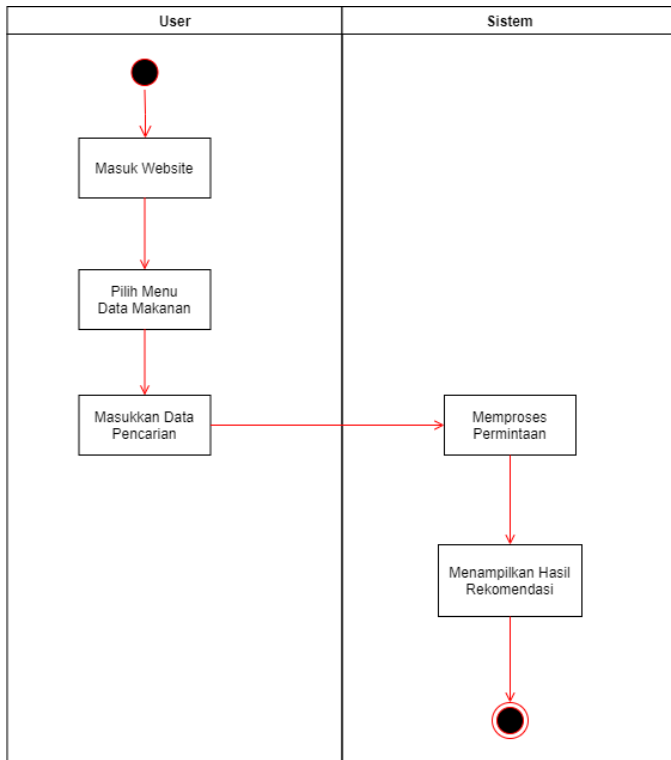 User
Sistem
Masuk Website
Pilih Menu
Data Makanan
Masukkan Data
Pencarian
Memproses
Permintaan
Menampilkan Hasil
Rekomendasi